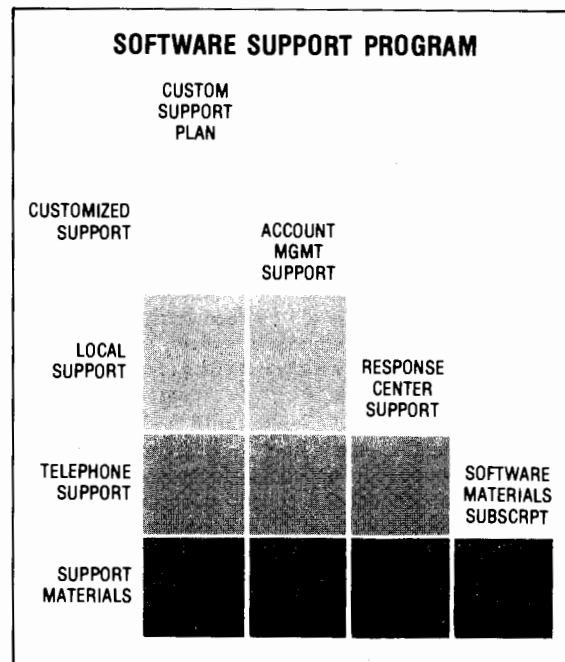 SOFTWARE SUPPORT PROGRAM
CUSTOM
SUPPORT
PLAN
CUSTOMIZED
SUPPORT
ACCOUNT
MGMT
SUPPORT
LOCAL
SUPPORT
RESPONSE
CENTER
SUPPORT
TELEPHONE
SUPPORT
SOFTWARE
MATERIALS
SUBSCRPT
SUPPORT
MATERIALS